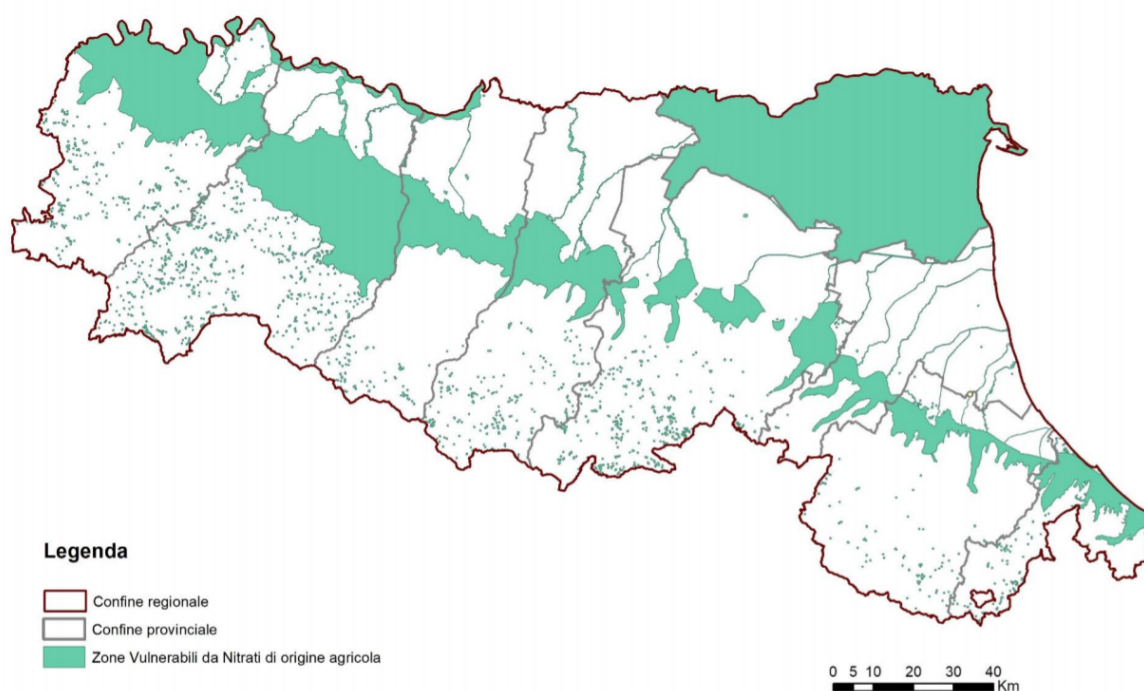 Legenda
Confine regionale
Confine provinciale
Zone Vulnerabili da Nitrati di origine agricola
0 5 10 20 30 40
Km